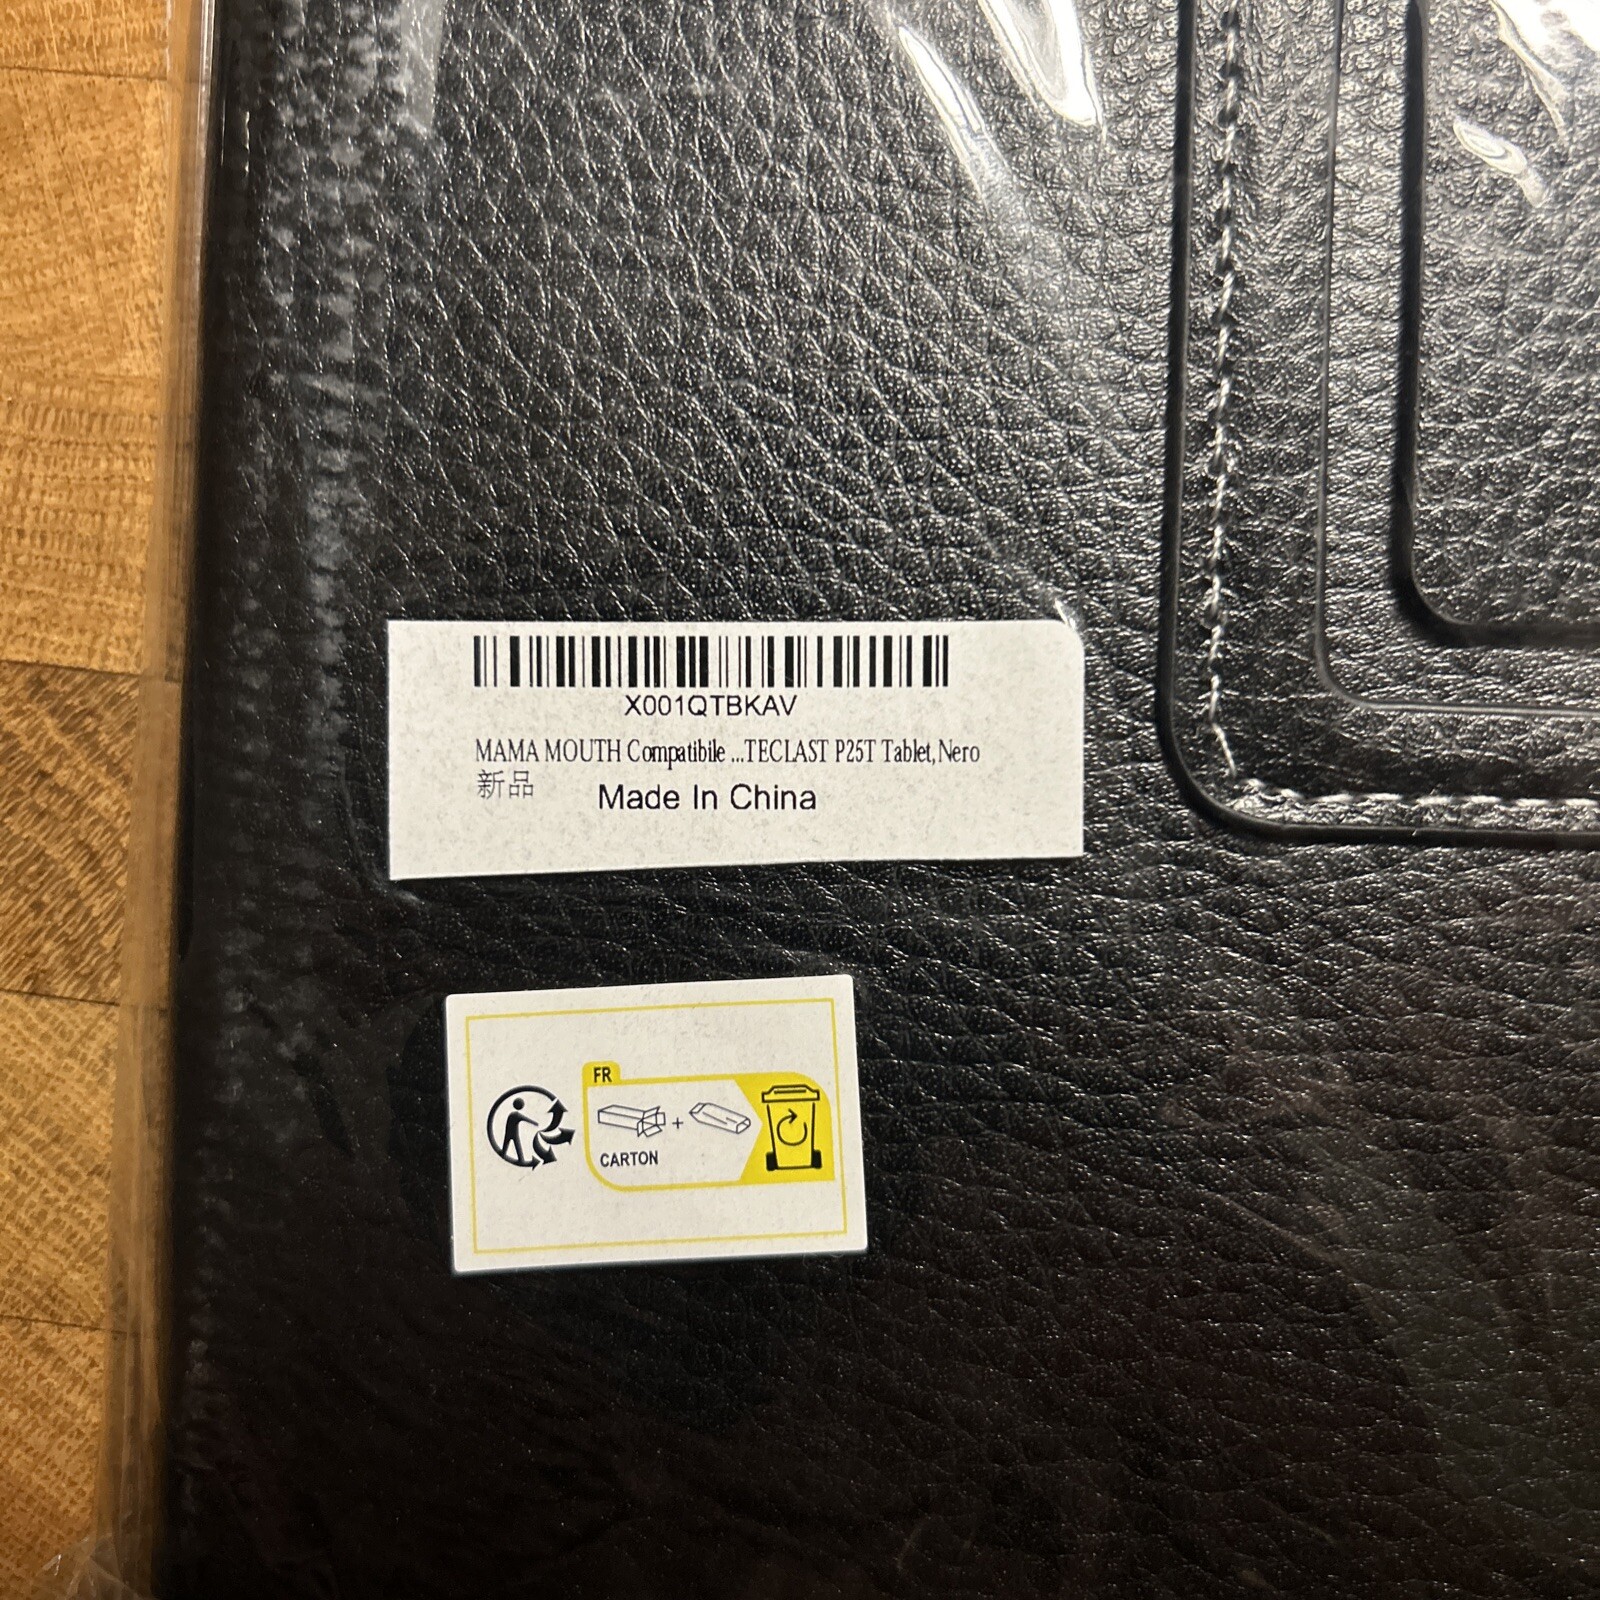 X001QTBKAV
MAMA MOUTH Compatibile ...TECLAST P25T Tablet,Nero
新品
Made In China
FR
+
CARTON